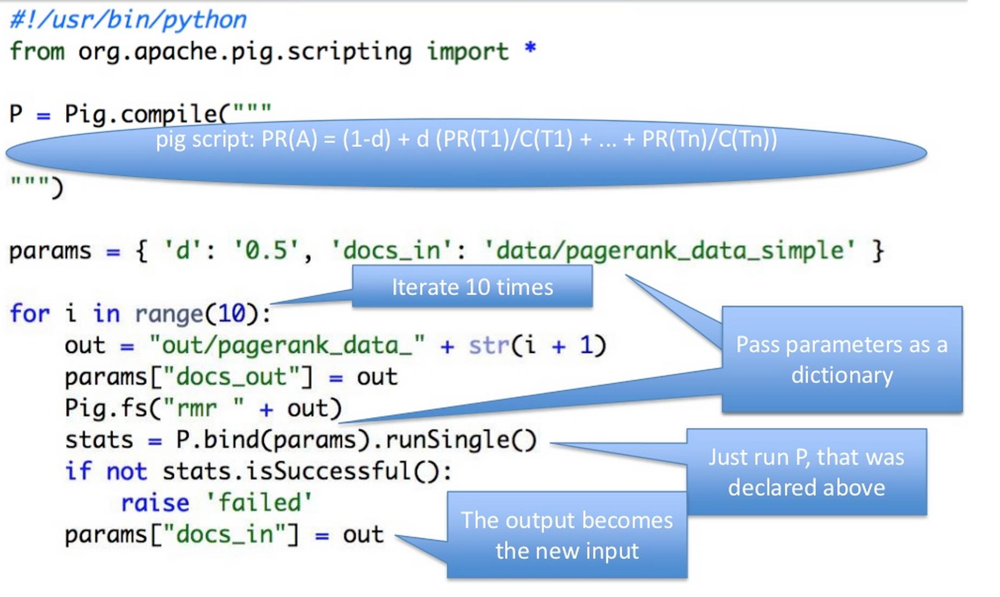 #!/usr/bin/python
from org.apache.pig.scripting import *
P = Pig.compile("""
pig script: PR(A) = (1-d) + d (PR(T1)/C(T1) + ... + PR(Tn)/C(Tn))
""")
params = { 'd': '0.5', 'docs_in': 'data/pagerank_data_simple' }
Iterate 10 times
for i in range(10):
out = "out/pagerank_data_" + str(i + 1)
Pass parameters as a
dictionary
params["docs_out"] = out
Pig.fs("rmr " + out)
stats = P.bind(params).runSingle()
Just run P, that was
declared above
if not stats.isSuccessful():
raise 'failed'
params["docs_in"] = out
The output becomes
the new input